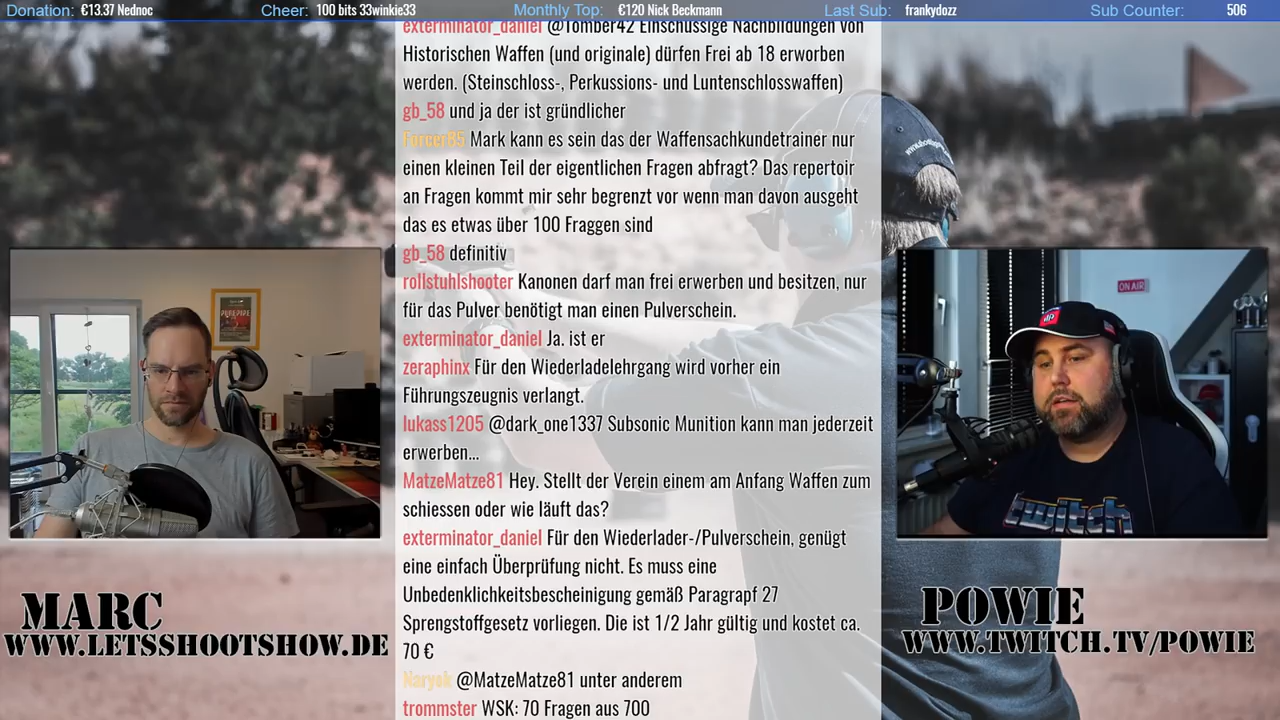 Donation: €13.37 Nednoc Cheer: 100 bits 33winkie33 Monthly Top: €120 Nick Beckmann Last Sub: frankydozz Sub Counter: 506
exterminator_daniel @Tomber42 Einschüssige Nachbildungen von
Historischen Waffen (und originale) dürfen Frei ab 18 erworben
werden. (Steinschloss-, Perkussions- und Luntenschlosswaffen)
gb_58 und ja der ist gründlicher
Forcer85 Mark kann es sein das der Waffensachkundetrainer nur
einen kleinen Teil der eigentlichen Fragen abfragt? Das repertoir
an Fragen kommt mir sehr begrenzt vor wenn man davon ausgeht
das es etwas über 100 Fraggen sind
gb_58 definitiv
rollstuhlshooter Kanonen darf man frei erwerben und besitzen, nur
für das Pulver benötigt man einen Pulverschein.
exterminator_daniel Ja. ist er
zeraphinx Für den Wiederladelehrgang wird vorher ein
Führungszeugnis verlangt.
lukass1205 @dark_one1337 Subsonic Munition kann man jederzeit
erwerben...
MatzeMatze81 Hey. Stellt der Verein einem am Anfang Waffen zum
schiessen oder wie läuft das?
exterminator_daniel Für den Wiederlader-/Pulverschein, genügt
eine einfach Überprüfung nicht. Es muss eine
Unbedenklichkeitsbescheinigung gemäß Paragrapf 27
Sprengstoffgesetz vorliegen. Die ist 1/2 Jahr gültig und kostet ca.
70 €
@MatzeMatze81 unter anderem
trommster WSK: 70 Fragen aus 700
ON AIR
twitch
MARC
WWW.LETSSHOOTSHOW.DE
POWIE
WWW.TWITCH.TV/POWIE